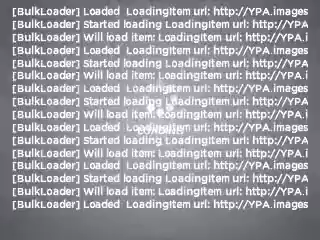 [BulkLoader] Loaded LoadingItem url: http://YPA.images
[BulkLoader] Started loading LoadingItem url: http://YPA
[BulkLoader] Will load item: LoadingItem url: http://YPA.i
[BulkLoader] Loaded LoadingItem url: http://YPA.images
[BulkLoader] Started loading LoadingItem url: http://YPA
[BulkLoader] Will load item: LoadingItem url: http://YPA.i
[BulkLoader] Loaded LoadingItem url: http://YPA.images
[BulkLoader] Started loading LoadingItem url: http://YPA
[BulkLoader] Will load item: LoadingItem url: http://YPA.i
[BulkLoader] Loaded LoadingItem url: http://YPA.images
LOADING
[BulkLoader] Started loading LoadingItem url: http://YPA
[BulkLoader] Will load item: LoadingItem url: http://YPA.i
[BulkLoader] Loaded LoadingItem url: http://YPA.images
[BulkLoader] Started loading LoadingItem url: http://YPA
[BulkLoader] Will load item: LoadingItem url: http://YPA.i
[BulkLoader] Loaded LoadingItem url: http://YPA.images